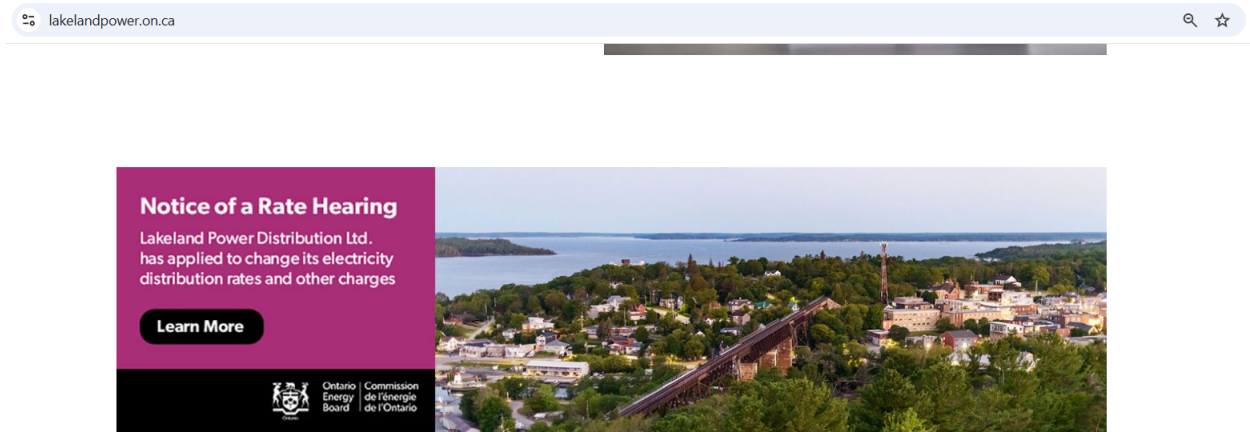 lakelandpower.on.ca
Notice of a Rate Hearing
Lakeland Power Distribution Ltd.
has applied to change its electricity
distribution rates and other charges
Learn More
Ontario
Ontario
Energy
Board
Commission
de l'énergie
de l'Ontario